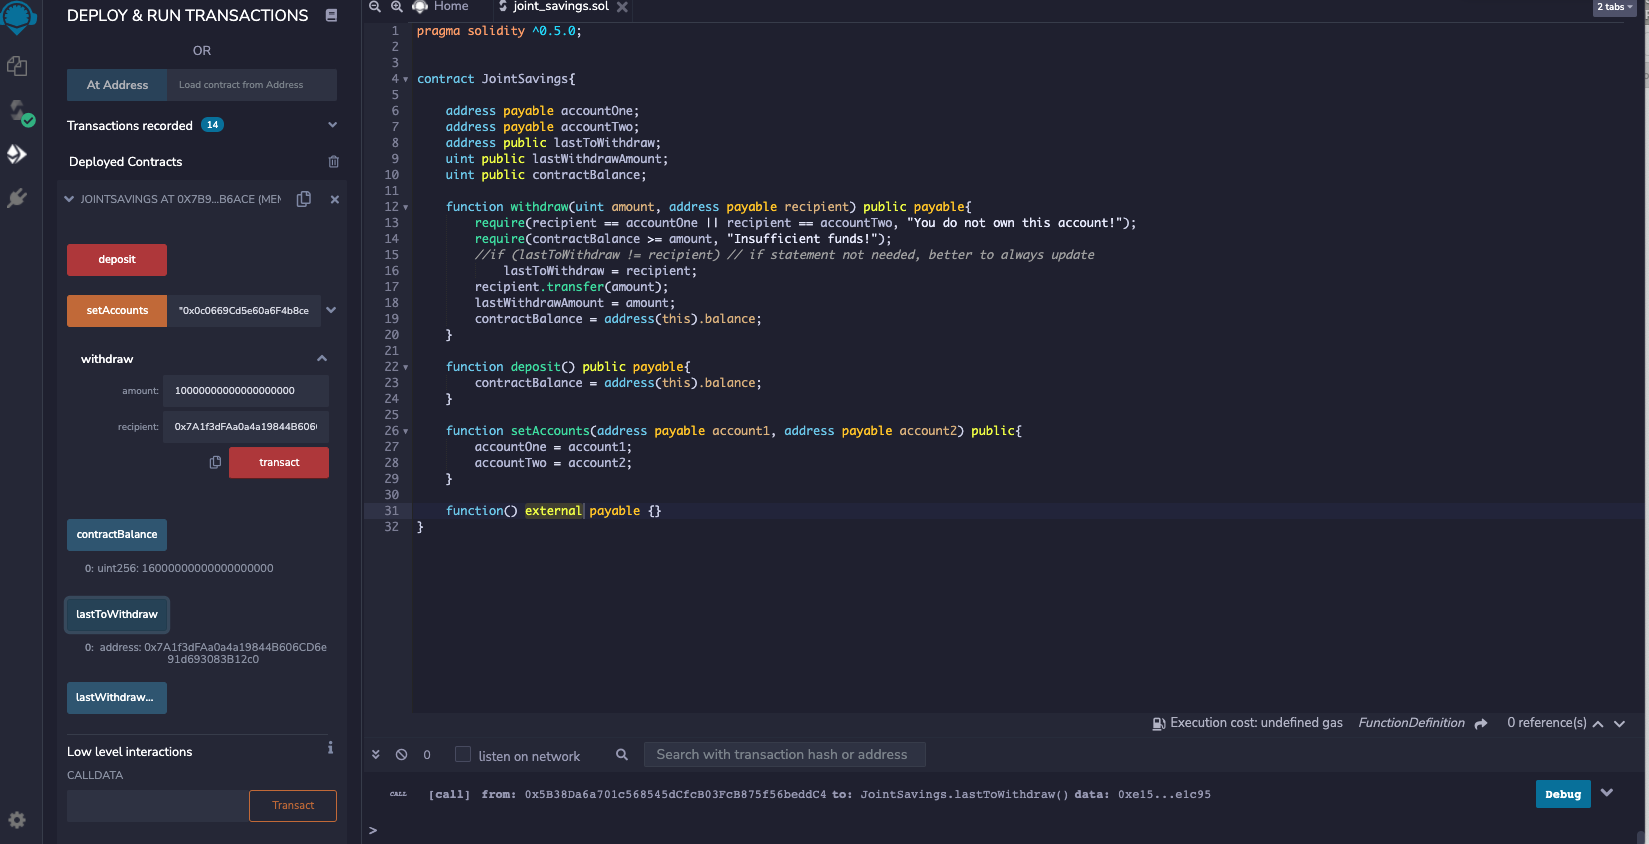 DEPLOY & RUN TRANSACTIONS
OR
At Address
Load contract from Address
Transactions recorded 14
Deployed Contracts
JOINTSAVINGS AT 0X7B9...B6ACE (MEM
deposit
setAccounts
"0x0c0669Cd5e60a6F4b8ce
withdraw
amount:
10000000000000000000
recipient:
0x7A1f3dFAa0a4a19844B606(
transact
contractBalance
0: uint256: 16000000000000000000
lastToWithdraw
0: address: 0x7A1f3dFAa0a4a19844B606CD6e
91d693083B12c0
lastWithdraw...
Low level interactions
CALLDATA
Transact
Home
joint_savings.sol
2 tabs
1 pragma solidity ^0.5.0;
2
3
4 contract JointSavings{
5
6 address payable accountOne;
7 address payable accountTwo;
8 address public lastToWithdraw;
9 uint public lastWithdrawAmount;
10 uint public contractBalance;
11
12 function withdraw(uint amount, address payable recipient) public payable{
13 require(recipient == accountOne || recipient == accountTwo, "You do not own this account!");
14 require(contractBalance >= amount, "Insufficient funds!");
15 //if (lastToWithdraw != recipient) // if statement not needed, better to always update
16 lastToWithdraw = recipient;
17 recipient.transfer(amount);
18 lastWithdrawAmount = amount;
19 contractBalance = address(this).balance;
20 }
21
22 function deposit() public payable{
23 contractBalance = address(this).balance;
24 }
25
26 function setAccounts(address payable account1, address payable account2) public{
27 accountOne = account1;
28 accountTwo = account2;
29 }
30
31 function() external payable {}
32 }
Execution cost: undefined gas FunctionDefinition 0 reference(s)
0 listen on network
Search with transaction hash or address
CALL [call] from: 0x5B38Da6a701c568545dCfcB03FcB875f56beddC4 to: JointSavings.lastToWithdraw() data: 0xe15...e1c95
Debug
>